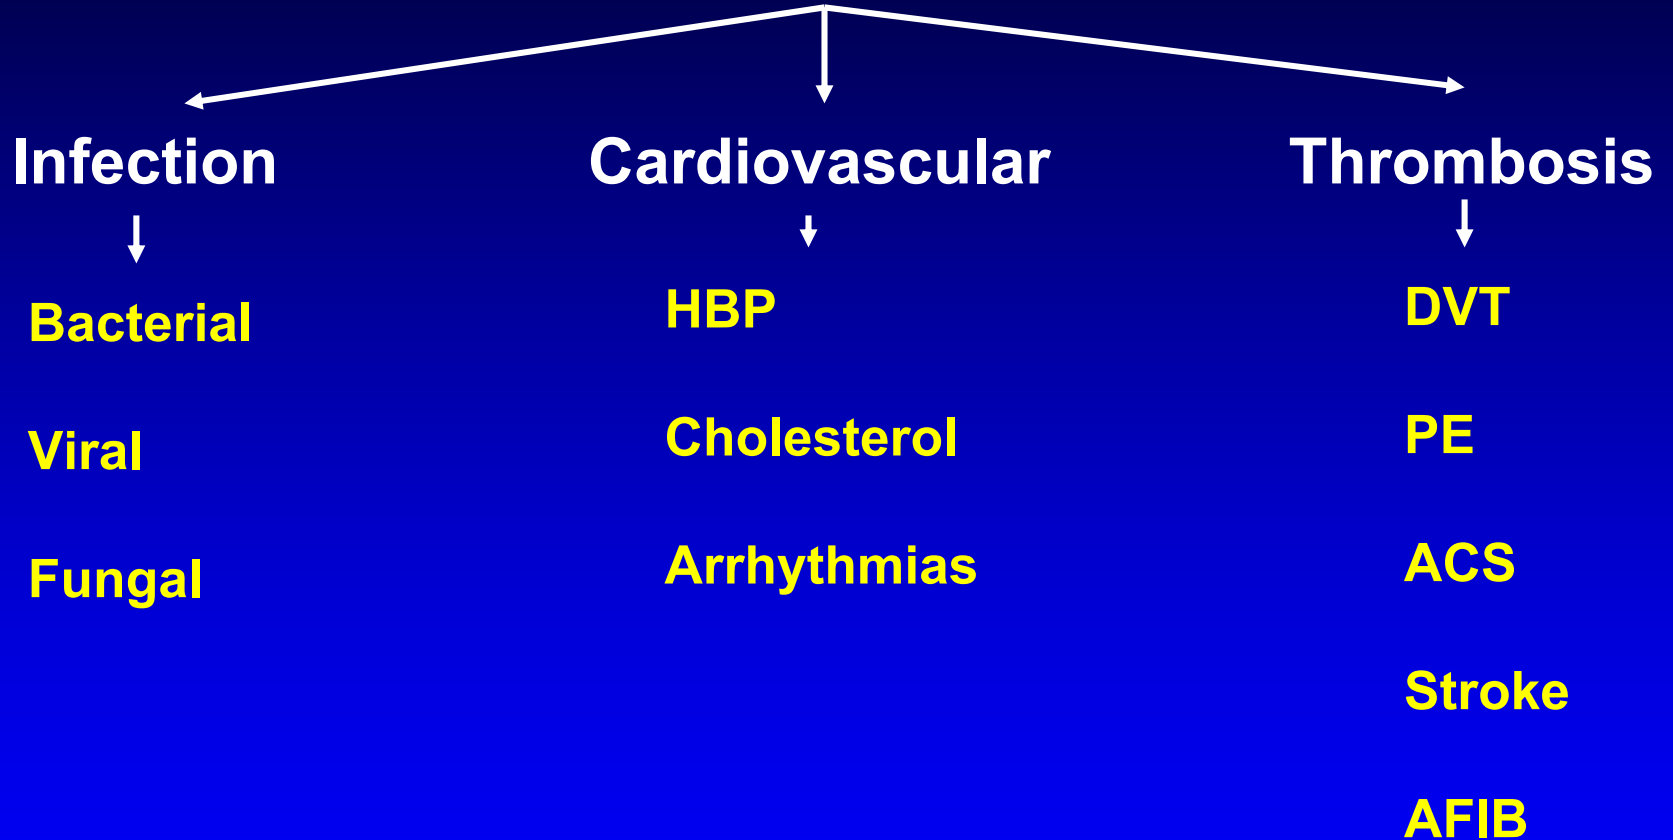 Infection
Cardiovascular
Thrombosis
Bacterial
Viral
Fungal
HBP
Cholesterol
Arrhythmias
DVT
PE
ACS
Stroke
AFIB